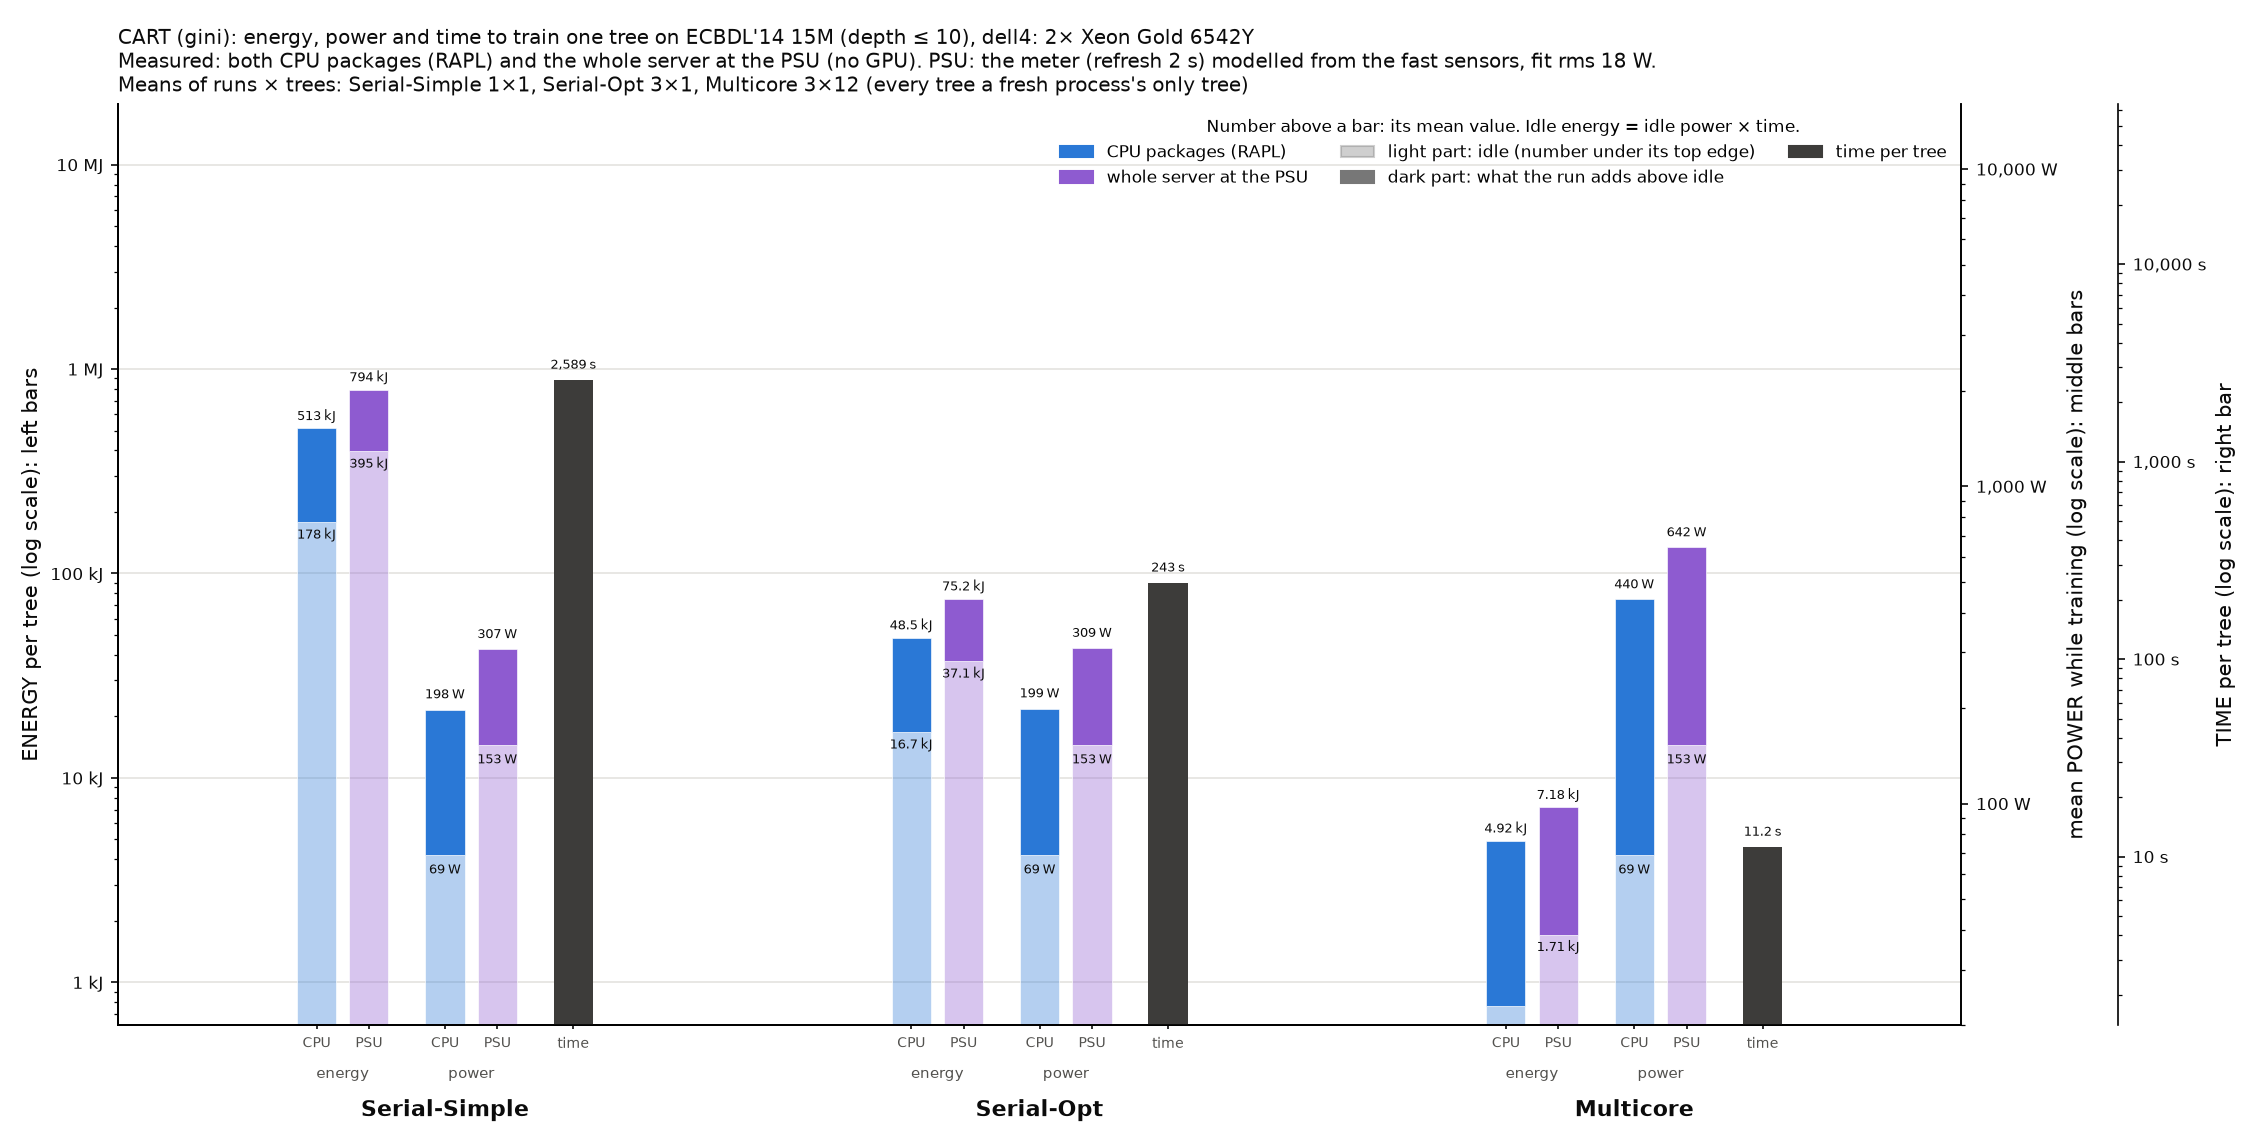 CART (gini): energy, power and time to train one tree on ECBDL'14 15M (depth ≤ 10), dell4: 2× Xeon Gold 6542Y
Measured: both CPU packages (RAPL) and the whole server at the PSU (no GPU). PSU: the meter (refresh 2 s) modelled from the fast sensors, fit rms 18 W.
Means of runs × trees: Serial-Simple 1×1, Serial-Opt 3×1, Multicore 3×12 (every tree a fresh process's only tree)
Number above a bar: its mean value. Idle energy = idle power × time.
CPU packages (RAPL)
whole server at the PSU
light part: idle (number under its top edge)
dark part: what the run adds above idle
time per tree
ENERGY per tree (log scale): left bars
10 MJ
1 MJ
100 kJ
10 kJ
1 kJ
513 kJ
178 kJ
794 kJ
395 kJ
198 W
69 W
307 W
153 W
2,589 s
48.5 kJ
16.7 kJ
75.2 kJ
37.1 kJ
199 W
69 W
309 W
153 W
243 s
4.92 kJ
7.18 kJ
1.71 kJ
440 W
69 W
642 W
153 W
11.2 s
10,000 W
1,000 W
100 W
mean POWER while training (log scale): middle bars
10,000 s
1,000 s
100 s
10 s
TIME per tree (log scale): right bar
CPU PSU CPU PSU time
energy power
Serial-Simple
CPU PSU CPU PSU time
energy power
Serial-Opt
CPU PSU CPU PSU time
energy power
Multicore